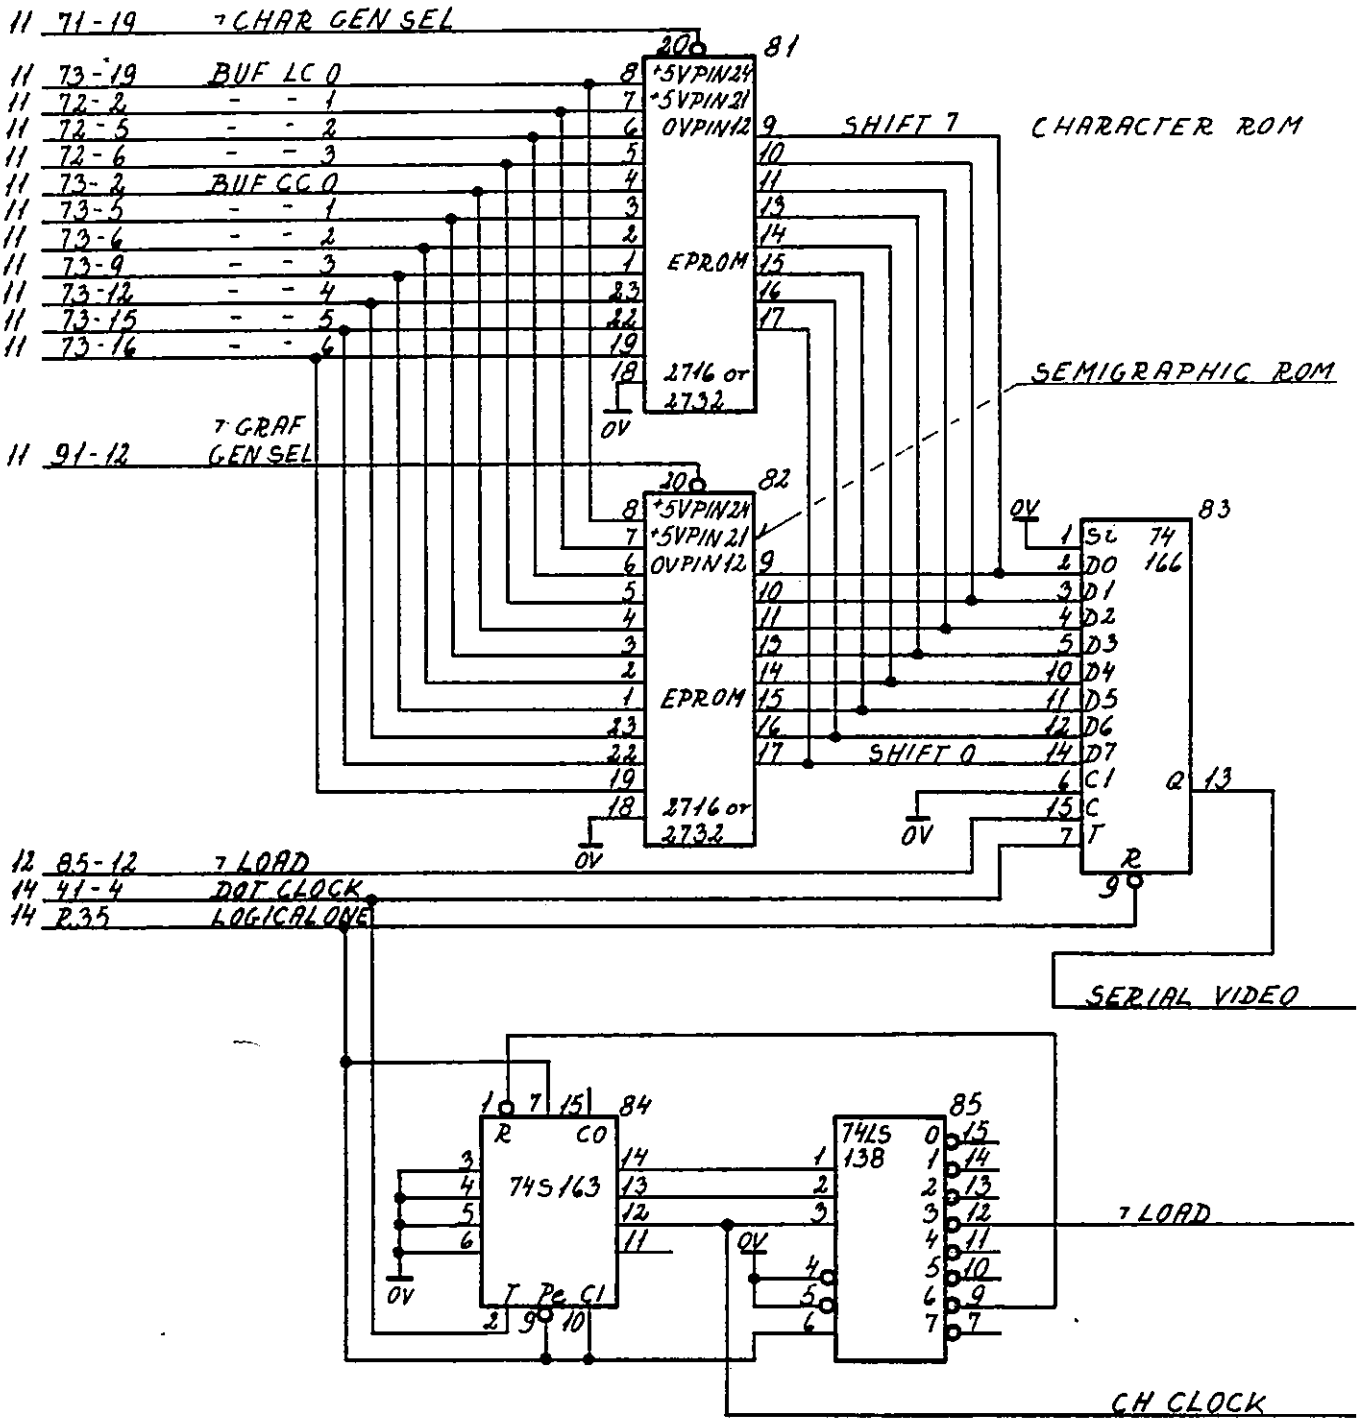 11 71-19 ¬CHAR GEN SEL
20 81
11 73-19 BUF LC 0 8 +5VPIN24
11 72-2 - - 1 7 +5VPIN21
11 72-5 - - 2 6 0VPIN12 9 SHIFT 7 CHARACTER ROM
11 72-6 - - 3 5 10
11 73-2 BUF CC 0 4 11
11 73-5 - - 1 3 13
11 73-6 - - 2 2 14
11 73-9 - - 3 1 EPROM 15
11 73-12 - - 4 23 16
11 73-15 - - 5 22 17
11 73-16 - - 6 19
18 2716 or SEMIGRAPHIC ROM
2732
0V
¬GRAF
11 91-12 GEN SEL
20 82
8 +5VPIN24
7 +5VPIN21 1
6 0VPIN12 9
5 10
4 11
3 13
2 14
1 EPROM 15
23 16
22 17 SHIFT 0
19
18 2716 or
2732
0V
83
0V
1 Si 74
2 D0 166
3 D1
4 D2
5 D3
10 D4
11 D5
12 D6
14 D7
6 C1 Q 13
0V 15 C
7 T
R
9
12 85-12 ¬LOAD
14 41-4 DOT CLOCK
14 R35 LOGICAL ONE
SERIAL VIDEO
1 7 15 84
R CO
3 14
4 74S163 13
5 12
6 11
0V T Pe C1
2 9 10
85
74LS 0 15
1 138 1 14
2 2 13
3 3 12 ¬LOAD
0V 4 11
4 5 10
5 6 9
6 7 7
CH CLOCK